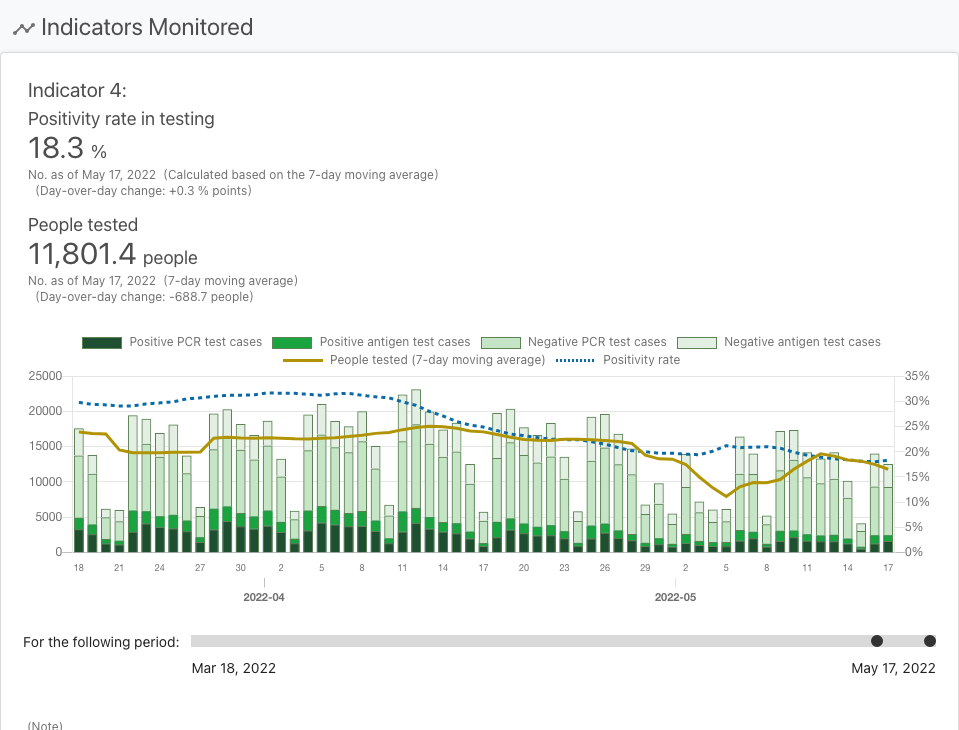 Indicators Monitored
Indicator 4:
Positivity rate in testing
18.3 %
No. as of May 17, 2022 (Calculated based on the 7-day moving average)
(Day-over-day change: +0.3 % points)
People tested
11,801.4 people
No. as of May 17, 2022 (7-day moving average)
(Day-over-day change: -688.7 people)
Positive PCR test cases Positive antigen test cases Negative PCR test cases Negative antigen test cases
People tested (7-day moving average) Positivity rate
25000 35%
20000 30%
25%
15000 20%
10000 15%
10%
5000 5%
0 0%
18 21 24 27 30 2 5 8 11 14 17 20 23 26 29 2 5 8 11 14 17
2022-04 2022-05
For the following period:
Mar 18, 2022 May 17, 2022
(Note)